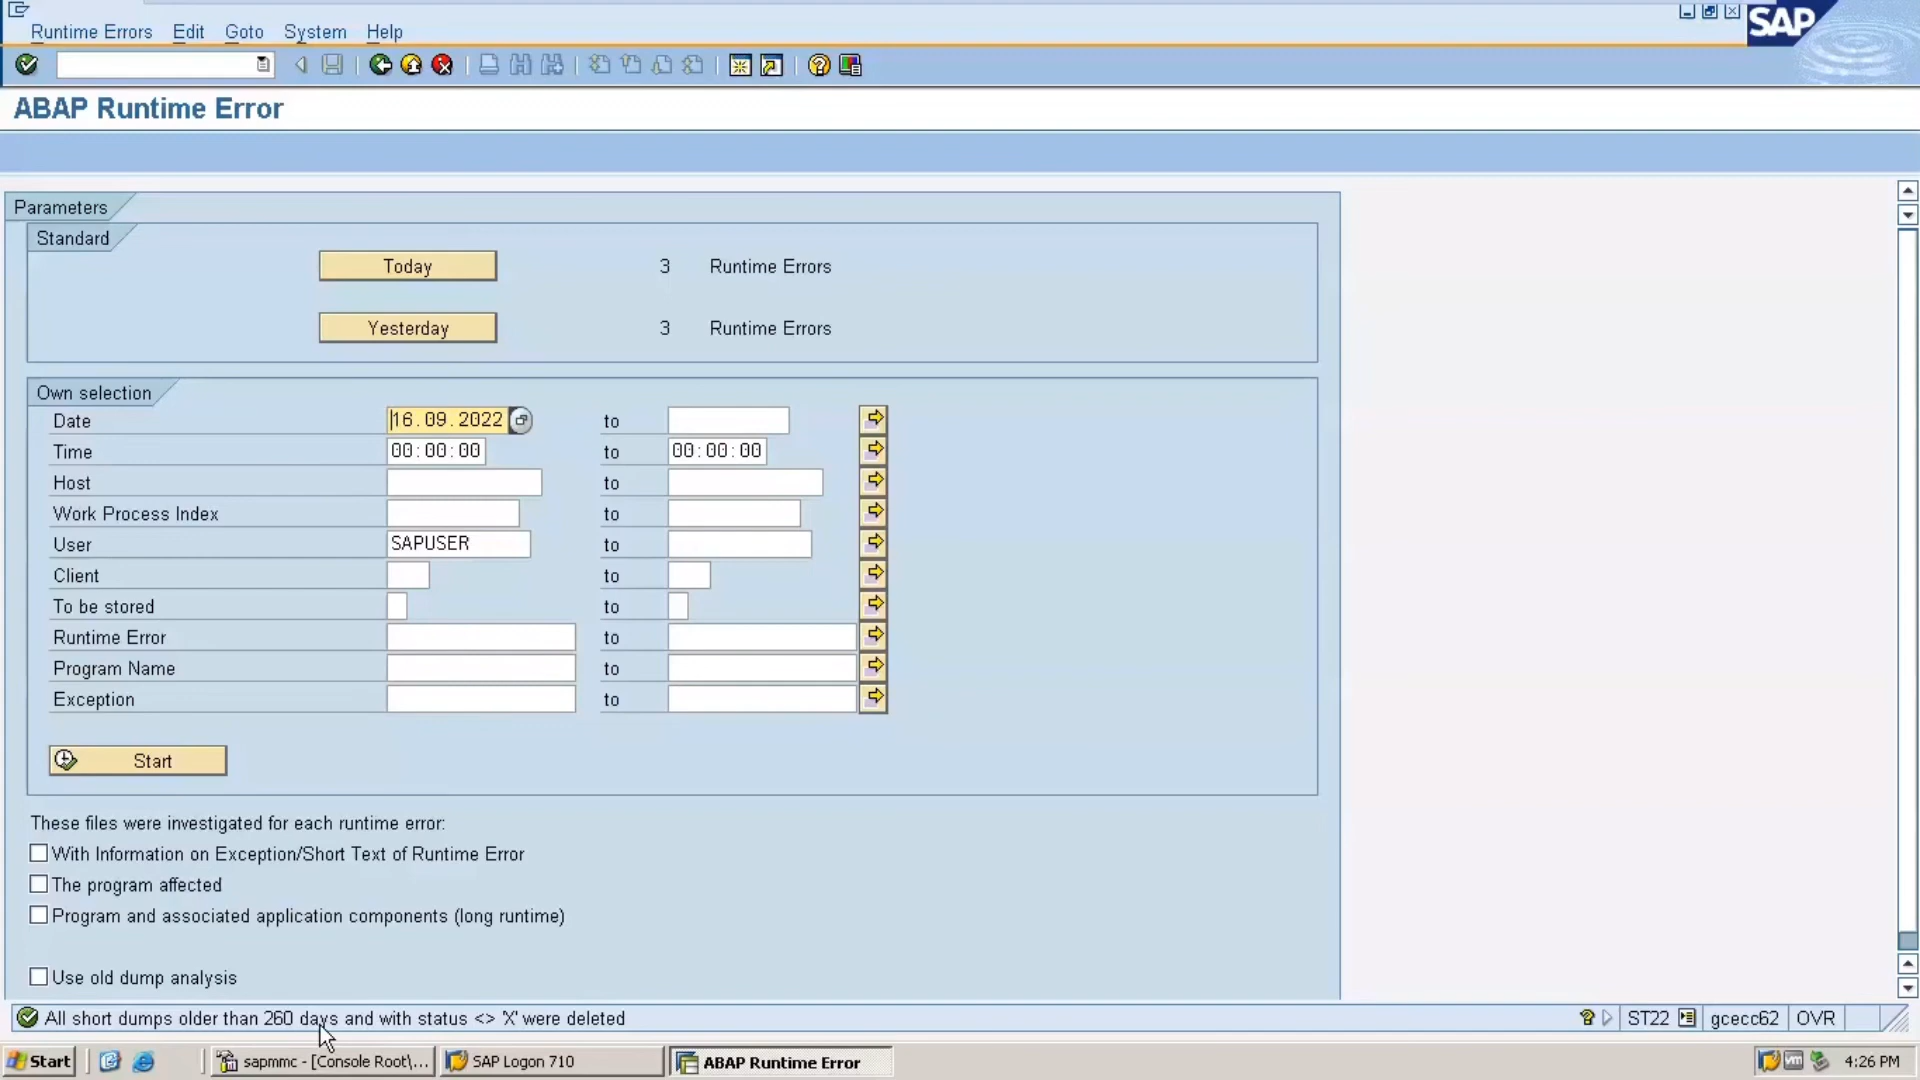 Runtime Errors Edit Goto System Help
SAP
ABAP Runtime Error
Parameters
Standard
Today 3 Runtime Errors
Yesterday 3 Runtime Errors
Own selection
Date 16.09.2022 to
Time 00:00:00 to 00:00:00
Host to
Work Process Index to
User SAPUSER to
Client to
To be stored to
Runtime Error to
Program Name to
Exception to
Start
These files were investigated for each runtime error:
With Information on Exception/Short Text of Runtime Error
The program affected
Program and associated application components (long runtime)
Use old dump analysis
All short dumps older than 260 days and with status <> 'X' were deleted ST22 gcecc62 OVR
Start sapmmc - [Console Root\... SAP Logon 710 ABAP Runtime Error 4:26 PM